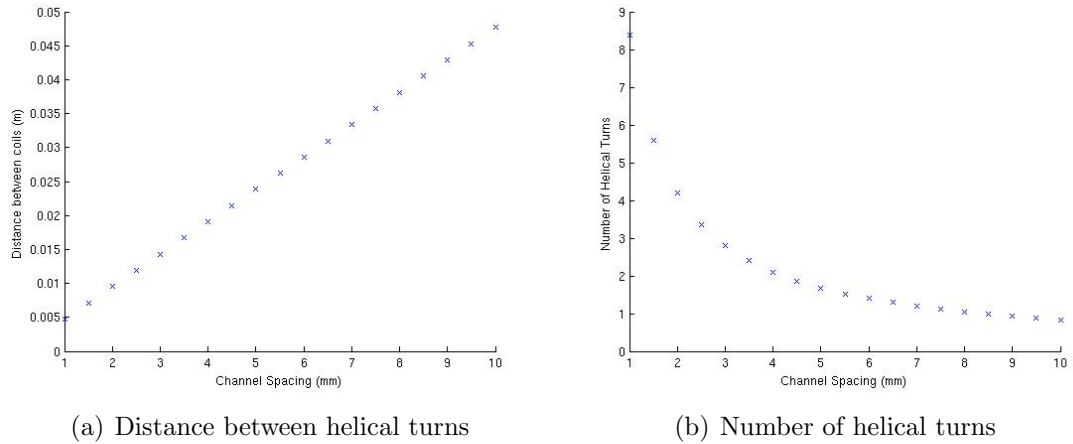 0.05
0.045
0.04
0.035
0.03
0.025
0.02
0.015
0.01
0.005
0
Distance between coils (m)
1 2 3 4 5 6 7 8 9 10
Channel Spacing (mm)
(a) Distance between helical turns
9
8
7
6
5
4
3
2
1
0
Number of Helical Turns
1 2 3 4 5 6 7 8 9 10
Channel Spacing (mm)
(b) Number of helical turns